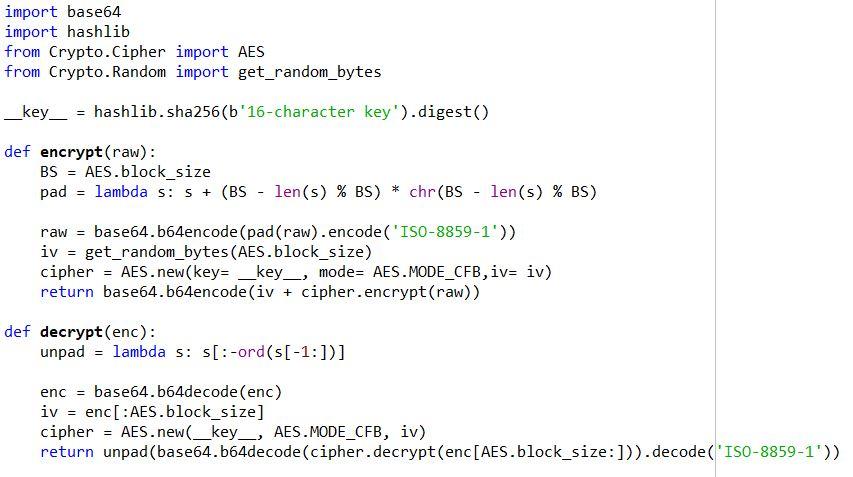 import base64
import hashlib
from Crypto.Cipher import AES
from Crypto.Random import get_random_bytes
__key__ = hashlib.sha256(b'16-character key').digest()
def encrypt(raw):
BS = AES.block_size
pad = lambda s: s + (BS - len(s) % BS) * chr(BS - len(s) % BS)
raw = base64.b64encode(pad(raw).encode('ISO-8859-1'))
iv = get_random_bytes(AES.block_size)
cipher = AES.new(key= __key__, mode= AES.MODE_CFB,iv= iv)
return base64.b64encode(iv + cipher.encrypt(raw))
def decrypt(enc):
unpad = lambda s: s[:-ord(s[-1:])]
enc = base64.b64decode(enc)
iv = enc[:AES.block_size]
cipher = AES.new(__key__, AES.MODE_CFB, iv)
return unpad(base64.b64decode(cipher.decrypt(enc[AES.block_size:])).decode('ISO-8859-1'))